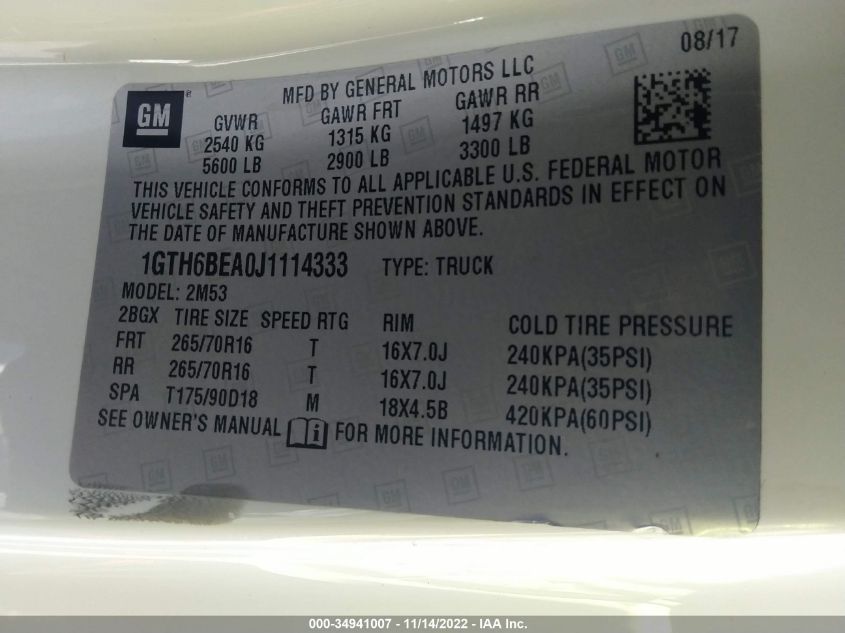 08/17
GM ®
MFD BY GENERAL MOTORS LLC
GVWR GAWR FRT GAWR RR
2540 KG 1315 KG 1497 KG
5600 LB 2900 LB 3300 LB
THIS VEHICLE CONFORMS TO ALL APPLICABLE U.S. FEDERAL MOTOR
VEHICLE SAFETY AND THEFT PREVENTION STANDARDS IN EFFECT ON
THE DATE OF MANUFACTURE SHOWN ABOVE.
1GTH6BEA0J1114333 TYPE: TRUCK
MODEL: 2M53
2BGX TIRE SIZE SPEED RTG RIM COLD TIRE PRESSURE
FRT 265/70R16 T 16X7.0J 240KPA(35PSI)
RR 265/70R16 T 16X7.0J 240KPA(35PSI)
SPA T175/90D18 M 18X4.5B 420KPA(60PSI)
SEE OWNER'S MANUAL i FOR MORE INFORMATION.
000-34941007 - 11/14/2022 - IAA Inc.